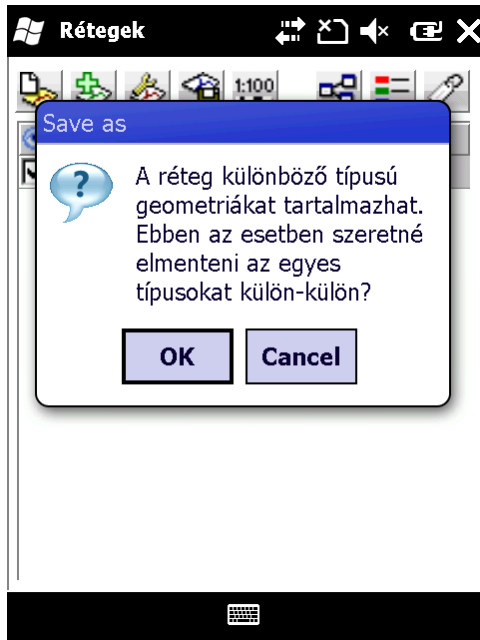 Rétegek
1:100
Save as
A réteg különböző típusú
geometriákat tartalmazhat.
Ebben az esetben szeretné
elmenteni az egyes
típusokat külön-külön?
OK Cancel